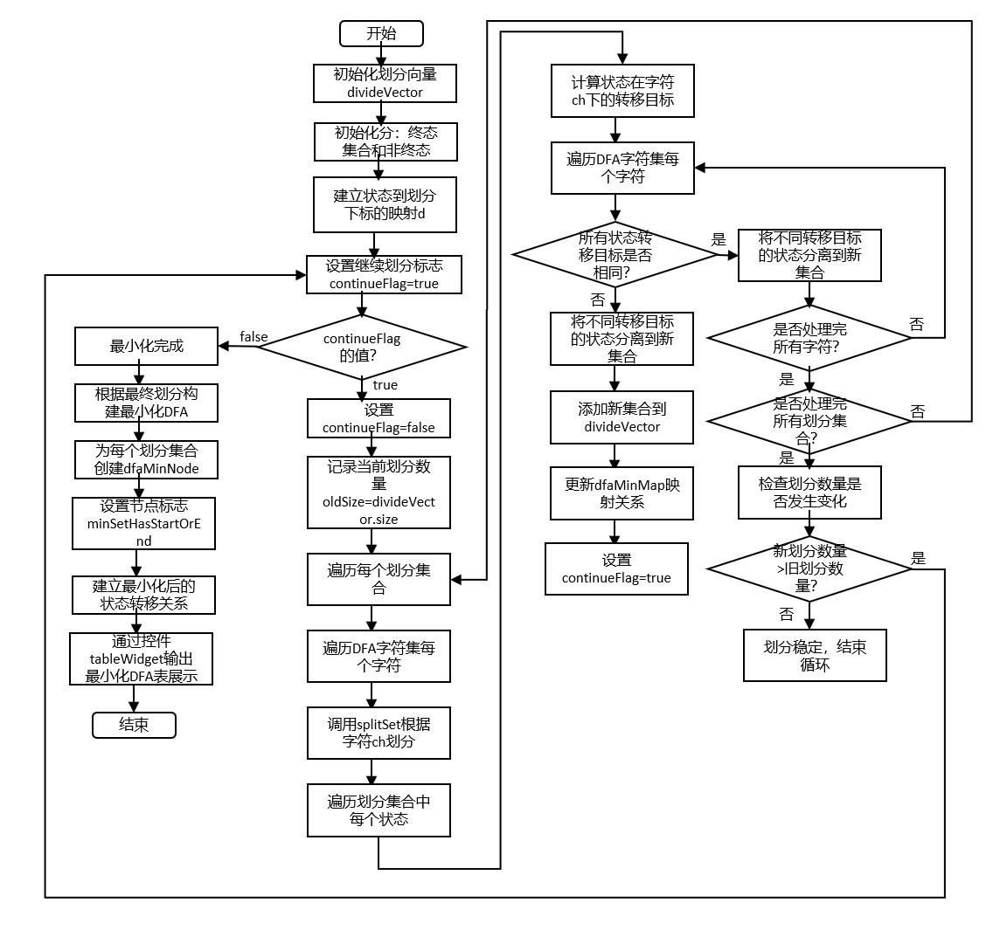 开始
初始化划分向量
divideVector
初始化分：终态
集合和非终态
建立状态到划分
下标的映射d
设置继续划分标志
continueFlag=true
continueFlag
的值？
false
true
最小化完成
根据最终划分构
建最小化DFA
为每个划分集合
创建dfaMinNode
设置节点标志
minSetHasStartOrE
nd
建立最小化后的
状态转移关系
通过控件
tableWidget输出
最小化DFA表展示
结束
设置
continueFlag=false
记录当前划分数
量
oldSize=divideVect
or.size
遍历每个划分集
合
遍历DFA字符集每
个字符
调用splitSet根据
字符ch划分
遍历划分集合中
每个状态
计算状态在字符
ch下的转移目标
遍历DFA字符集每
个字符
所有状态转
移目标是否
相同？
是
否
将不同转移目标
的状态分离到新
集合
添加新集合到
divideVector
更新dfaMinMap映
射关系
设置
continueFlag=true
将不同转移目标
的状态分离到新
集合
是否处理完
所有字符？
否
是
是否处理完
所有划分集
合？
否
是
检查划分数量是
否发生变化
新划分数量
>旧划分数
量？
是
否
划分稳定，结束
循环